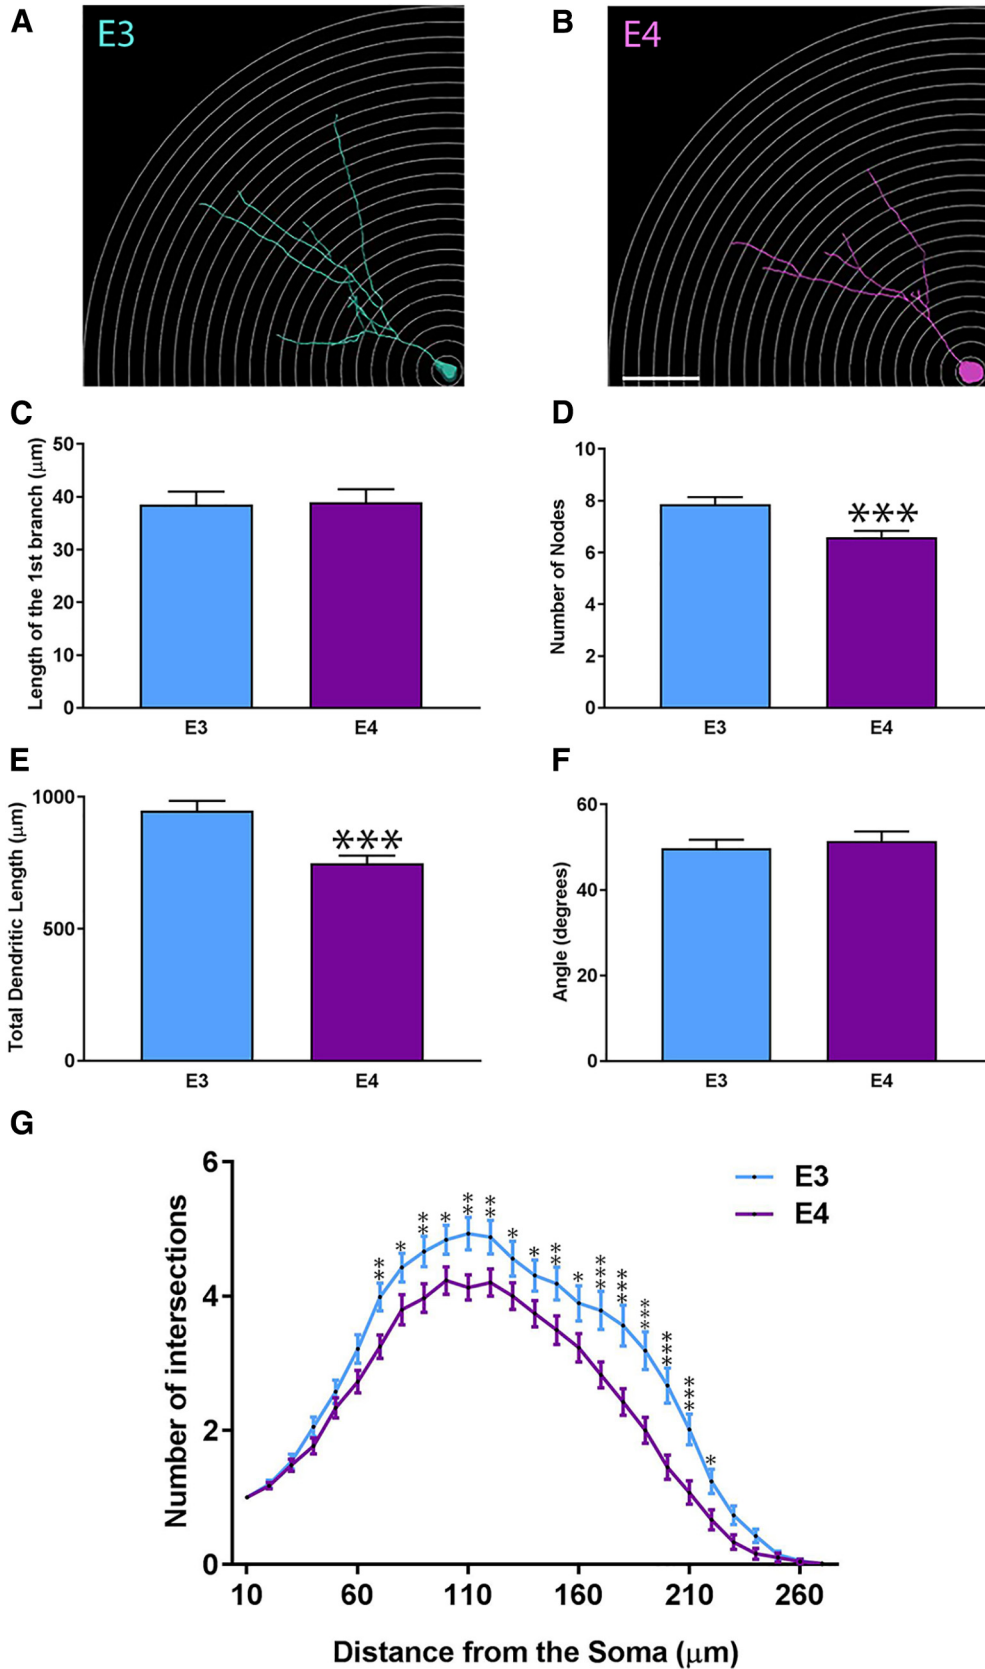 A
E3
B
E4
C
Length of the 1st branch (μm)
50
40
30
20
10
0
E3
E4
D
Number of Nodes
10
8
6
4
2
0
***
E3
E4
E
Total Dendritic Length (μm)
1000
500
0
***
E3
E4
F
Angle (degrees)
60
40
20
0
E3
E4
G
Number of intersections
6
4
2
0
**
*
**
*
**
**
*
*
**
*
***
***
***
***
***
*
E3
E4
10
60
110
160
210
260
Distance from the Soma (μm)